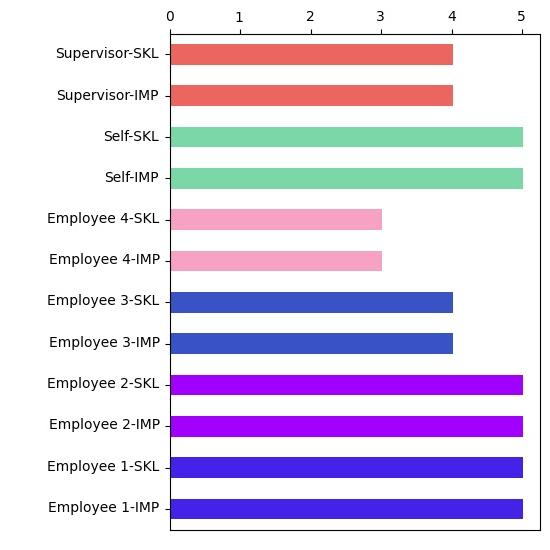 0 1 2 3 4 5
Supervisor-SKL
Supervisor-IMP
Self-SKL
Self-IMP
Employee 4-SKL
Employee 4-IMP
Employee 3-SKL
Employee 3-IMP
Employee 2-SKL
Employee 2-IMP
Employee 1-SKL
Employee 1-IMP